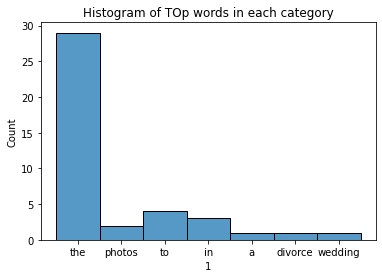 Histogram of TOp words in each category
30
25
20
15
10
5
0
Count
the photos to in a divorce wedding
1